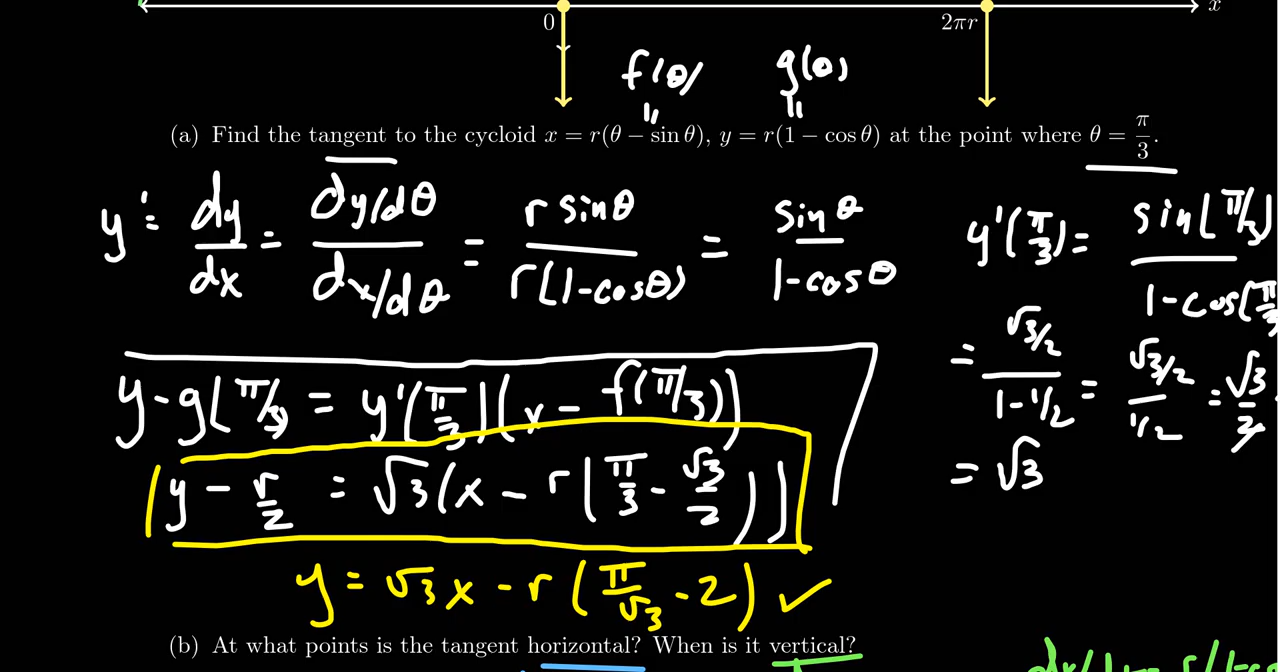 0 2πr x
f(θ) g(θ)
(a) Find the tangent to the cycloid x = r(θ − sin θ), y = r(1 − cos θ) at the point where θ = π/3.
y' = dy/dx = (dy/dθ)/(dx/dθ) = r sinθ/r(1-cosθ) = sinθ/1-cosθ
y'(π/3) = sin(π/3)/1-cos(π/3
= √3/2/1-1/2 = √3/2/1/2 = √3/2
= √3
y - g(π/3) = y'(π/3)(x - f(π/3))
(y - r/2 = √3(x - r(π/3 - √3/2))
y = √3x - r(π/√3 - 2) ✓
(b) At what points is the tangent horizontal? When is it vertical?